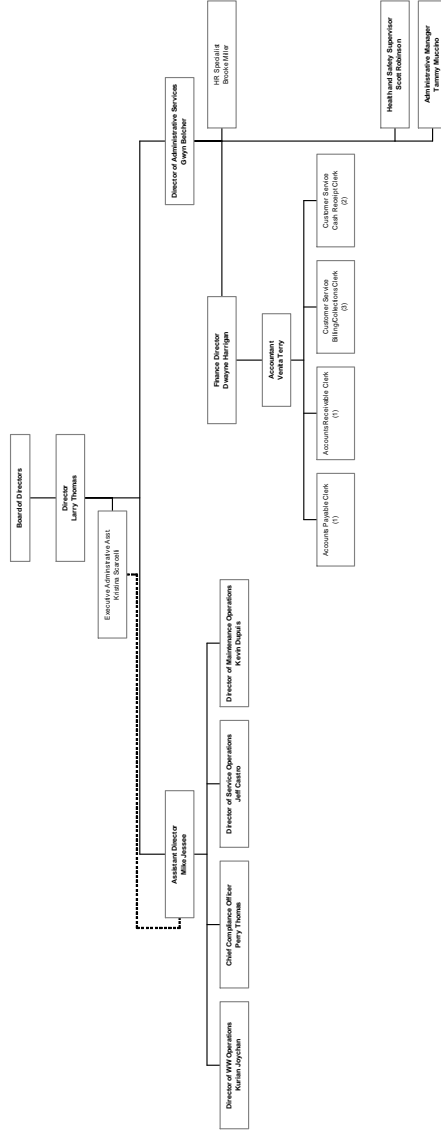 Board of Directors
Director
Larry Thomas
Executive Adminstrative Asst.
Kristina Scarcelli
Assistant Director
Mike Jessee
Director of Administrative Services
Gwyn Belcher
Director of WW Operations
Kurian Joychan
Chief Compliance Officer
Perry Thomas
Director of Service Operations
Jeff Castro
Director of Maintenance Operations
Kevin Dupuis
Finance Director
Dwayne Harrigan
HR Specialist
Brooke Miller
Accountant
Venita Terry
Accounts Payable Clerk
(1)
Accounts Receivable Clerk
(1)
Customer Service
Billing/Collections Clerk
(3)
Customer Service
Cash Receipt Clerk
(2)
Health and Safety Supervisor
Scott Robinson
Administrative Manager
Tammy Muccino